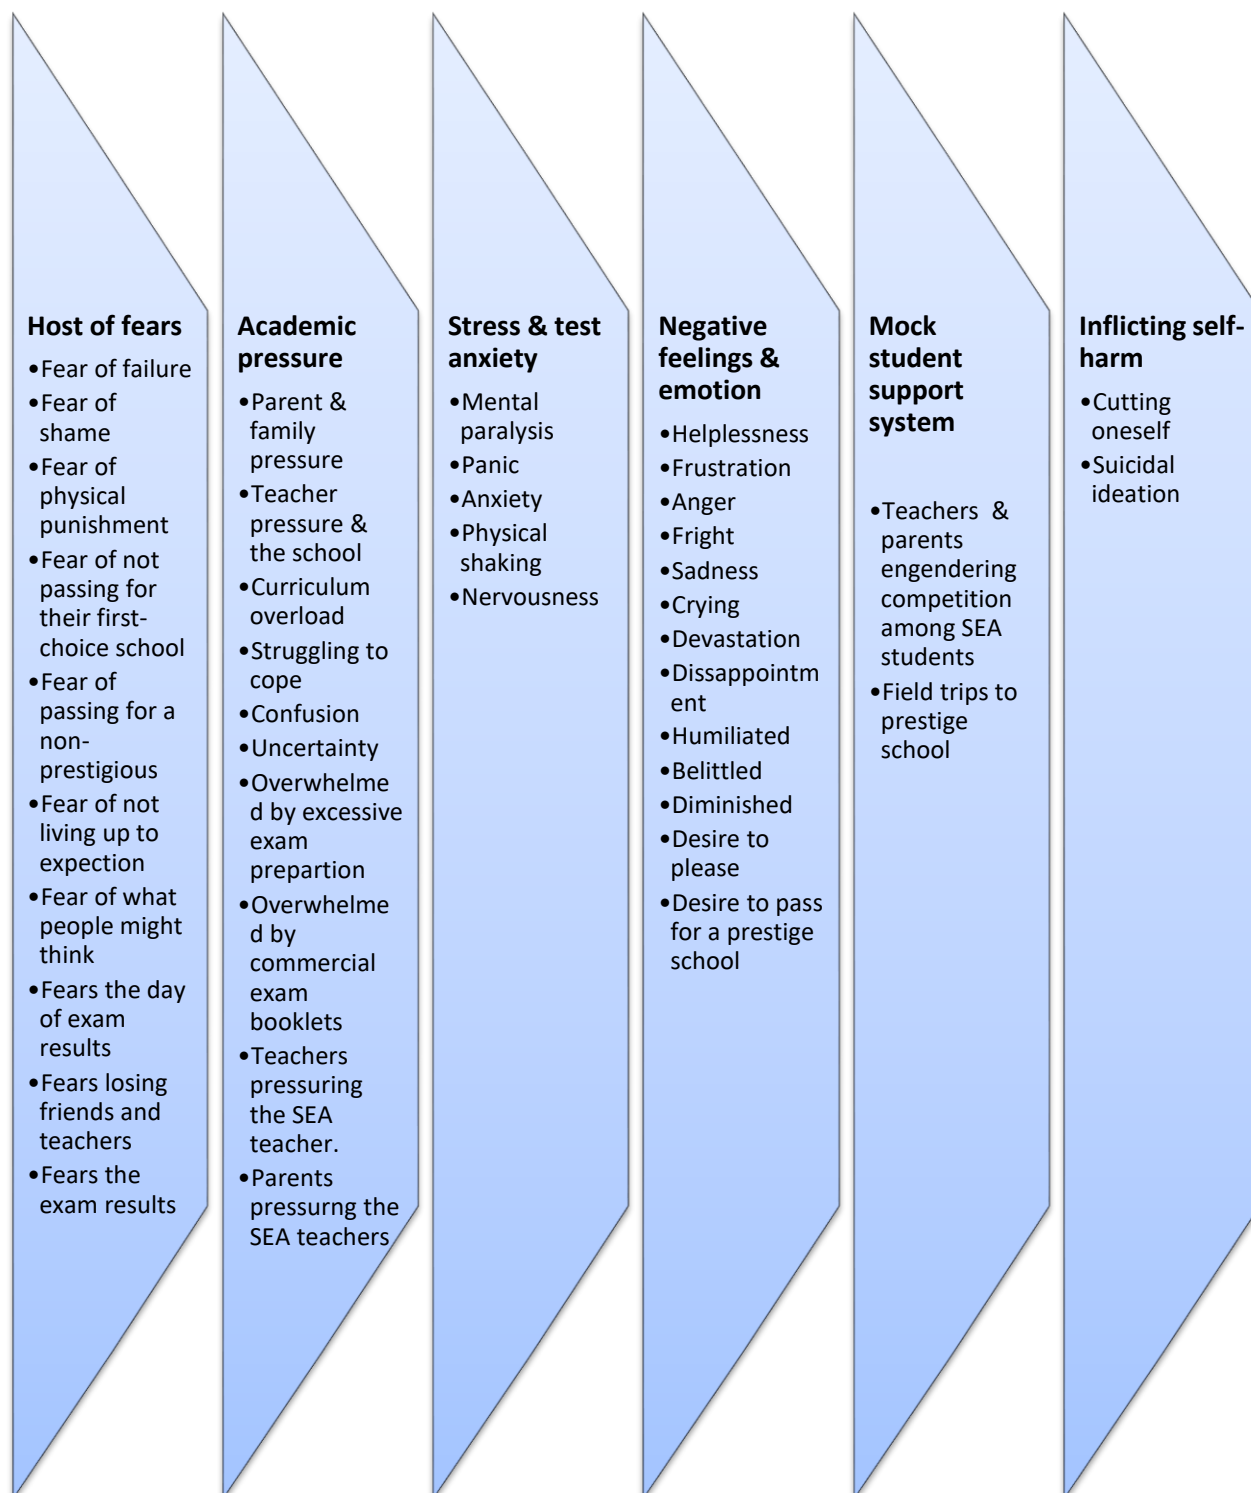 Host of fears
•Fear of failure
•Fear of
shame
•Fear of
physical
punishment
•Fear of not
passing for
their first-
choice school
•Fear of
passing for a
non-
prestigious
•Fear of not
living up to
expection
•Fear of what
people might
think
•Fears the day
of exam
results
•Fears losing
friends and
teachers
•Fears the
exam results
Academic
pressure
•Parent &
family
pressure
•Teacher
pressure &
the school
•Curriculum
overload
•Struggling to
cope
•Confusion
•Uncertainty
•Overwhelme
d by excessive
exam
prepartion
•Overwhelme
d by
commercial
exam
booklets
•Teachers
pressuring
the SEA
teacher.
•Parents
pressurng the
SEA teachers
Stress & test
anxiety
•Mental
paralysis
•Panic
•Anxiety
•Physical
shaking
•Nervousness
Negative
feelings &
emotion
•Helplessness
•Frustration
•Anger
•Fright
•Sadness
•Crying
•Devastation
•Dissappointm
ent
•Humiliated
•Belittled
•Diminished
•Desire to
please
•Desire to pass
for a prestige
school
Mock
student
support
system
•Teachers &
parents
engendering
competition
among SEA
students
•Field trips to
prestige
school
Inflicting self-
harm
•Cutting
oneself
•Suicidal
ideation